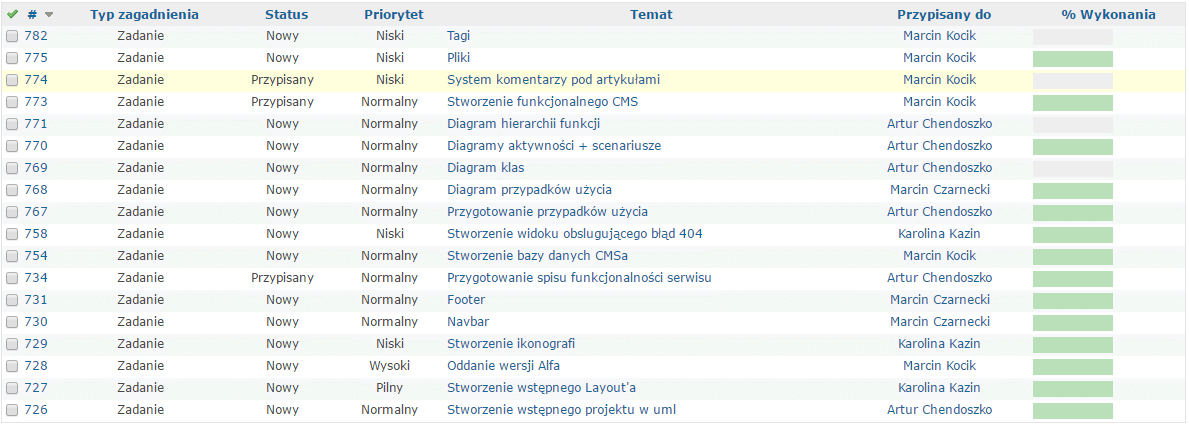 # Typ zagadnienia Status Priorytet Temat Przypisany do % Wykonania
782 Zadanie Nowy Niski Tagi Marcin Kocik
775 Zadanie Nowy Niski Pliki Marcin Kocik
774 Zadanie Przypisany Niski System komentarzy pod artykułami Marcin Kocik
773 Zadanie Przypisany Normalny Stworzenie funkcjonalnego CMS Marcin Kocik
771 Zadanie Nowy Normalny Diagram hierarchii funkcji Artur Chendoszko
770 Zadanie Nowy Normalny Diagramy aktywności + scenariusze Artur Chendoszko
769 Zadanie Nowy Normalny Diagram klas Artur Chendoszko
768 Zadanie Nowy Normalny Diagram przypadków użycia Marcin Czarnecki
767 Zadanie Nowy Normalny Przygotowanie przypadków użycia Artur Chendoszko
758 Zadanie Nowy Niski Stworzenie widoku obslugującego błąd 404 Karolina Kazin
754 Zadanie Nowy Normalny Stworzenie bazy danych CMSa Marcin Kocik
734 Zadanie Przypisany Normalny Przygotowanie spisu funkcjonalności serwisu Artur Chendoszko
731 Zadanie Nowy Normalny Footer Marcin Czarnecki
730 Zadanie Nowy Normalny Navbar Marcin Czarnecki
729 Zadanie Nowy Niski Stworzenie ikonografi Karolina Kazin
728 Zadanie Nowy Wysoki Oddanie wersji Alfa Marcin Kocik
727 Zadanie Nowy Pilny Stworzenie wstępnego Layout'a Karolina Kazin
726 Zadanie Nowy Normalny Stworzenie wstępnego projektu w uml Artur Chendoszko